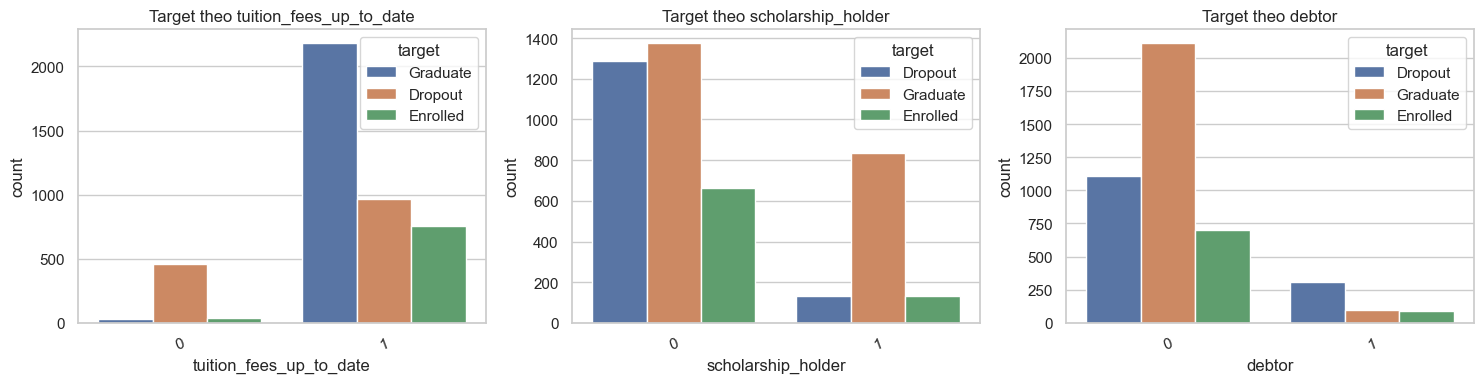 Target theo tuition_fees_up_to_date
count
2000
1500
1000
500
0
0
1
tuition_fees_up_to_date
target
Graduate
Dropout
Enrolled
Target theo scholarship_holder
count
1400
1200
1000
800
600
400
200
0
0
1
scholarship_holder
target
Dropout
Graduate
Enrolled
Target theo debtor
count
2000
1750
1500
1250
1000
750
500
250
0
0
1
debtor
target
Dropout
Graduate
Enrolled